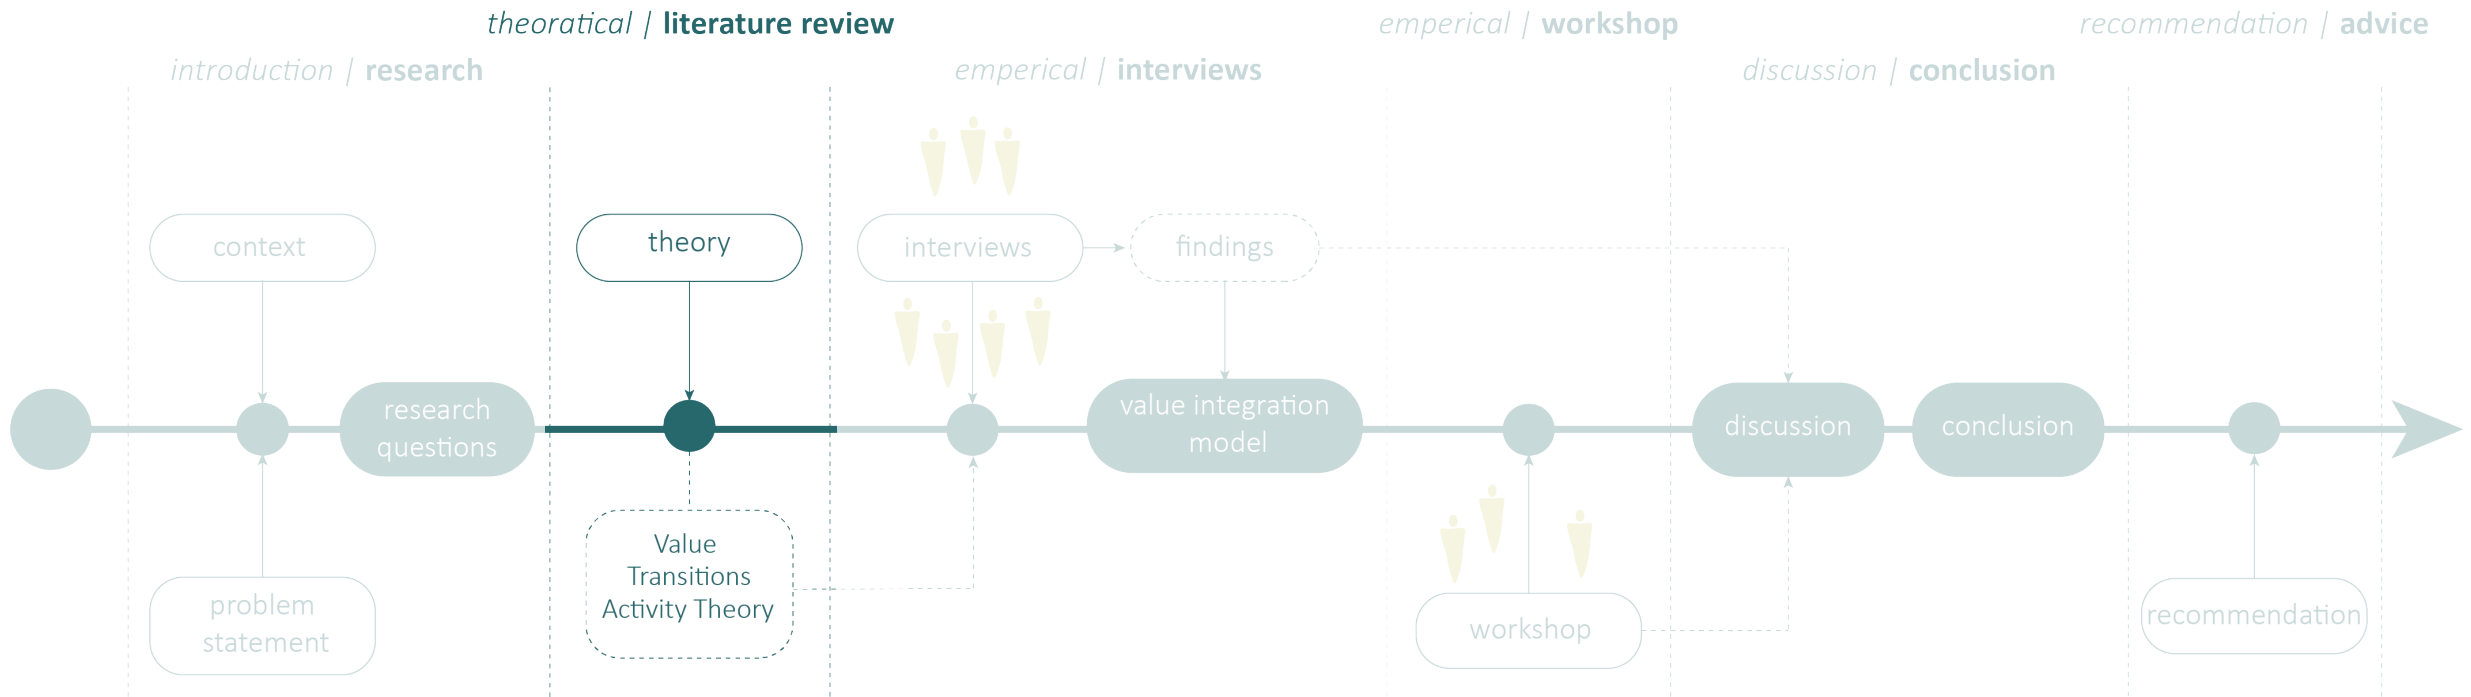 theoratical / literature review
emperical / workshop
recommendation / advice
introduction / research
emperical / interviews
discussion / conclusion
context
theory
interviews
findings
research
questions
value integration
model
discussion
conclusion
Value
Transitions
Activity Theory
problem
statement
workshop
recommendation